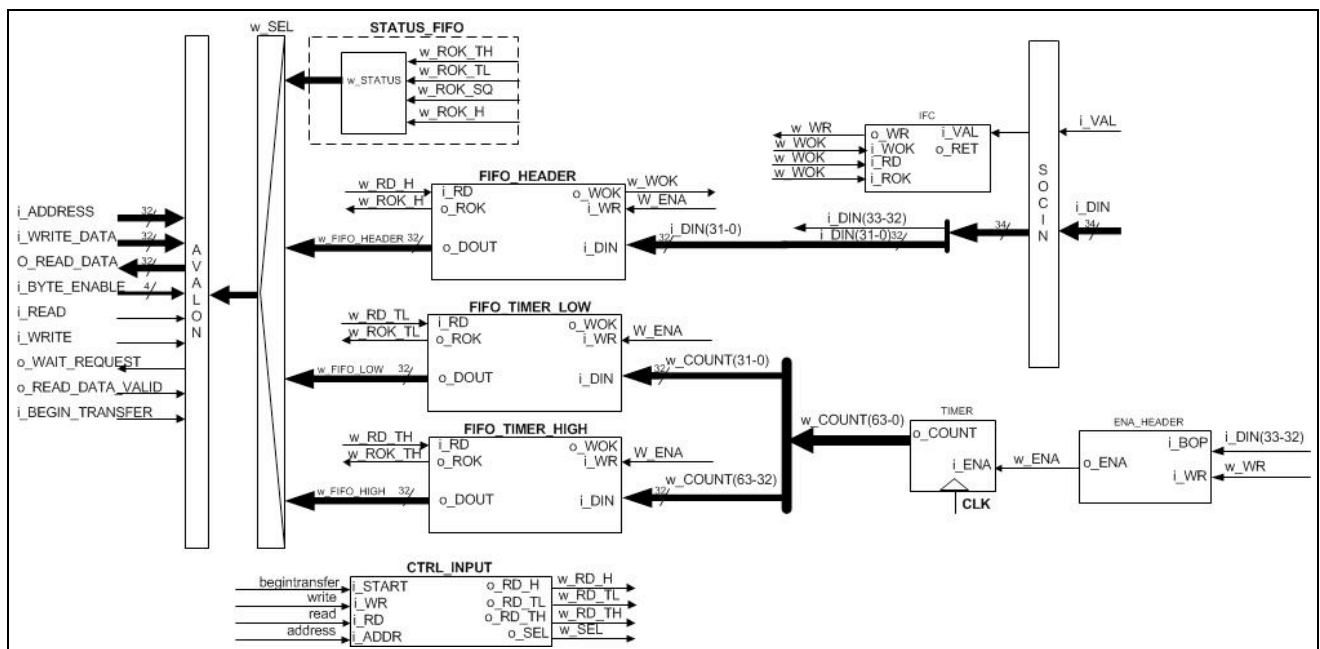 w_SEL
STATUS_FIFO
w_STATUS
w_ROK_TH
w_ROK_TL
w_ROK_SQ
w_ROK_H
IFC
w_WR
w_WOK
w_WOK
w_WOK
o_WR
i_WOK
i_RD
i_ROK
i_VAL
o_RET
i_VAL
SOCIN
i_DIN
34
34
i_DIN(33-32)
i_DIN(31-0)
32
FIFO_HEADER
w_RD_H
w_ROK_H
i_RD
o_ROK
o_DOUT
o_WOK
i_WR
i_DIN
w_WOK
W_ENA
i_DIN(31-0)
32
w_FIFO_HEADER
32
i_ADDRESS
32
i_WRITE_DATA
32
O_READ_DATA
32
i_BYTE_ENABLE
4
i_READ
i_WRITE
o_WAIT_REQUEST
o_READ_DATA_VALID
i_BEGIN_TRANSFER
AVALON
FIFO_TIMER_LOW
w_RD_TL
w_ROK_TL
i_RD
o_ROK
o_DOUT
o_WOK
i_WR
i_DIN
W_ENA
w_COUNT(31-0)
32
w_FIFO_LOW
32
FIFO_TIMER_HIGH
w_RD_TH
w_ROK_TH
i_RD
o_ROK
o_DOUT
o_WOK
i_WR
i_DIN
W_ENA
w_COUNT(63-32)
32
w_FIFO_HIGH
32
w_COUNT(63-0)
TIMER
o_COUNT
i_ENA
CLK
w_ENA
ENA_HEADER
o_ENA
i_BOP
i_WR
i_DIN(33-32)
w_WR
CTRL_INPUT
begintransfer
write
read
address
i_START
i_WR
i_RD
i_ADDR
o_RD_H
o_RD_TL
o_RD_TH
o_SEL
w_RD_H
w_RD_TL
w_RD_TH
w_SEL